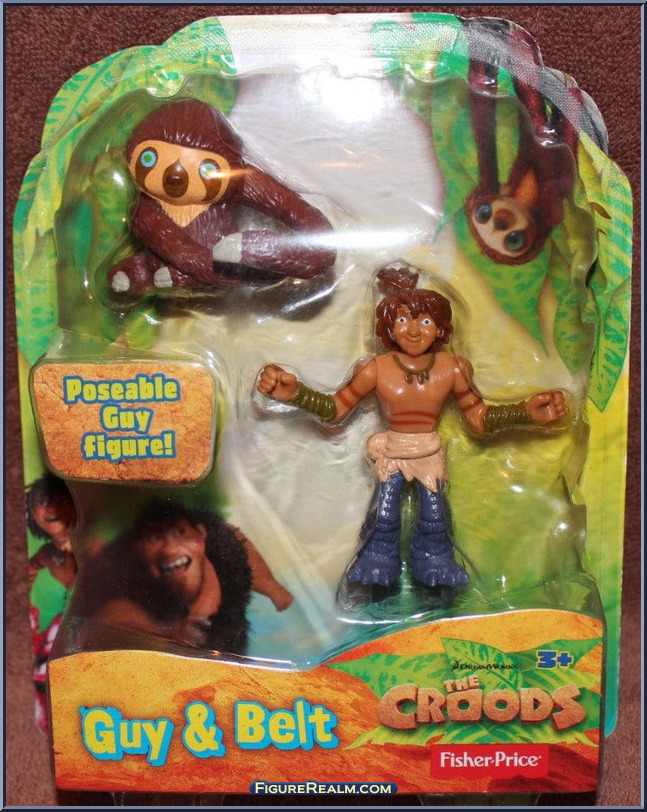 Poseable
Guy
figure!
DREAMWORKS
3+
THE
CROODS
Guy & Belt
Fisher-Price®
FIGUREREALM.COM